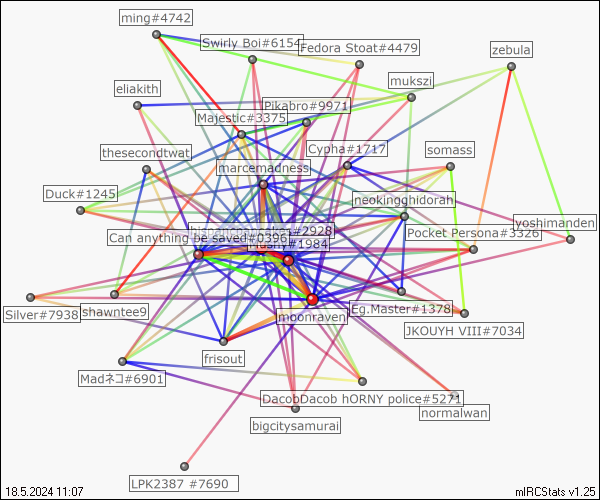 ming#4742
Swirly Boi#6154
Fedora Stoat#4479
zebula
eliakith
mukszi
Pikabro#9971
Majestic#3375
Cypha#1717
somass
thesecondtwat
marcemadness
Duck#1245
neokingghidorah
yoshimanden
Pocket Persona#3326
#2928
Can anything be saved#0396
#1984
Silver#7938
shawntee9
moonraven
Eg.Master#1378
JKOUYH VIII#7034
frisout
Madネコ#6901
DacobDacob hORNY police#5271
normalwan
bigcitysamurai
LPK2387 #7690
18.5.2024 11:07
mIRCStats v1.25